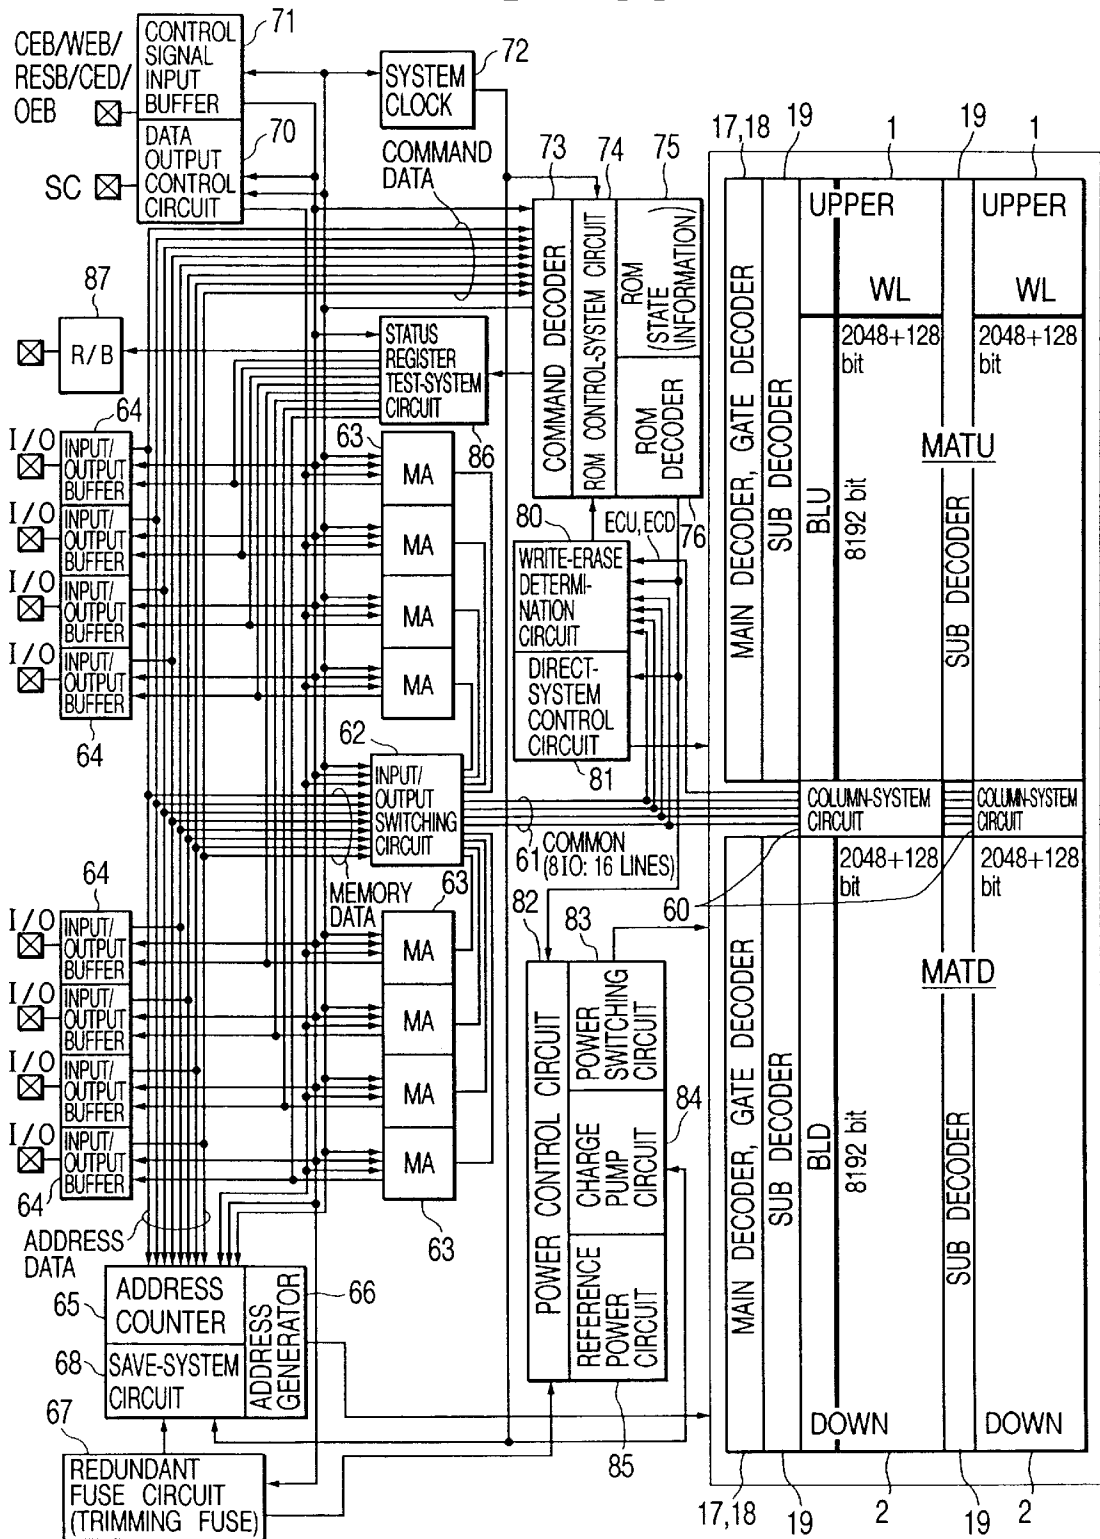 71
CEB/WEB/
RESB/CED/
OEB
CONTROL
SIGNAL
INPUT
BUFFER
SYSTEM
CLOCK
72
DATA
OUTPUT
CONTROL
CIRCUIT
70
SC
COMMAND
DATA
73
74
75
17,18
19
1
19
1
COMMAND DECODER
ROM CONTROL-SYSTEM CIRCUIT
ROM
(STATE
INFORMATION)
ROM
DECODER
76
87
R/B
STATUS
REGISTER
TEST-SYSTEM
CIRCUIT
86
MAIN DECODER, GATE DECODER
SUB DECODER
UPPER
WL
2048+128
bit
BLU
8192 bit
MATU
SUB DECODER
UPPER
WL
2048+128
bit
64
I/O
INPUT/
OUTPUT
BUFFER
I/O
INPUT/
OUTPUT
BUFFER
I/O
INPUT/
OUTPUT
BUFFER
I/O
INPUT/
OUTPUT
BUFFER
64
63
MA
MA
MA
MA
80
ECU, ECD
WRITE-ERASE
DETERMI-
NATION
CIRCUIT
DIRECT-
SYSTEM
CONTROL
CIRCUIT
81
62
INPUT/
OUTPUT
SWITCHING
CIRCUIT
61
COMMON
(8IO: 16 LINES)
MEMORY
DATA
COLUMN-SYSTEM
CIRCUIT
COLUMN-SYSTEM
CIRCUIT
60
64
I/O
INPUT/
OUTPUT
BUFFER
I/O
INPUT/
OUTPUT
BUFFER
I/O
INPUT/
OUTPUT
BUFFER
I/O
INPUT/
OUTPUT
BUFFER
64
63
MA
MA
MA
MA
63
82
83
POWER CONTROL CIRCUIT
POWER
SWITCHING
CIRCUIT
CHARGE
PUMP
CIRCUIT
84
REFERENCE
POWER
CIRCUIT
85
MAIN DECODER, GATE DECODER
SUB DECODER
2048+128
bit
BLD
8192 bit
DOWN
MATD
SUB DECODER
2048+128
bit
DOWN
ADDRESS
DATA
65
ADDRESS
COUNTER
68
SAVE-SYSTEM
CIRCUIT
ADDRESS
GENERATOR
66
67
REDUNDANT
FUSE CIRCUIT
(TRIMMING FUSE)
17,18
19
2
19
2